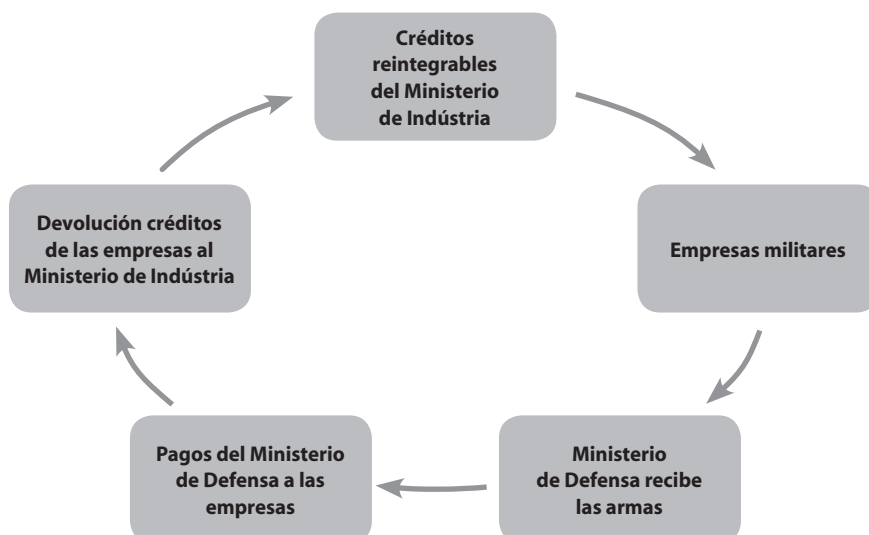 Créditos
reintegrables
del Ministerio
de Indústria
Empresas militares
Ministerio
de Defensa recibe
las armas
Pagos del Ministerio
de Defensa a las
empresas
Devolución créditos
de las empresas al
Ministerio de Indústria